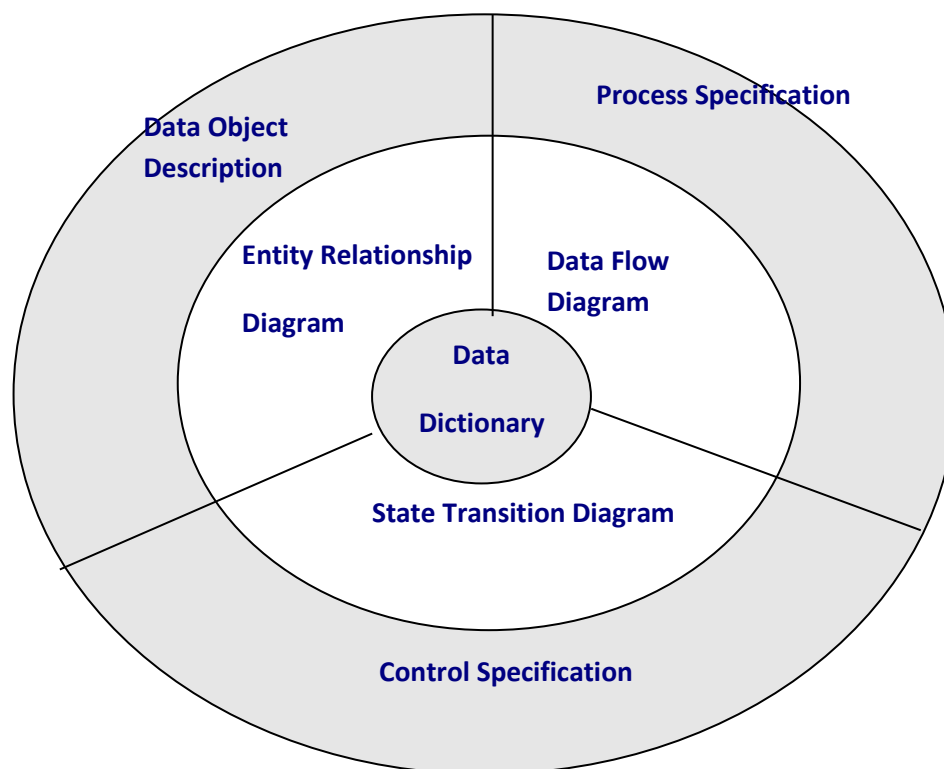 Process Specification
Data Object
Description
Entity Relationship
Diagram
Data Flow
Diagram
Data
Dictionary
State Transition Diagram
Control Specification